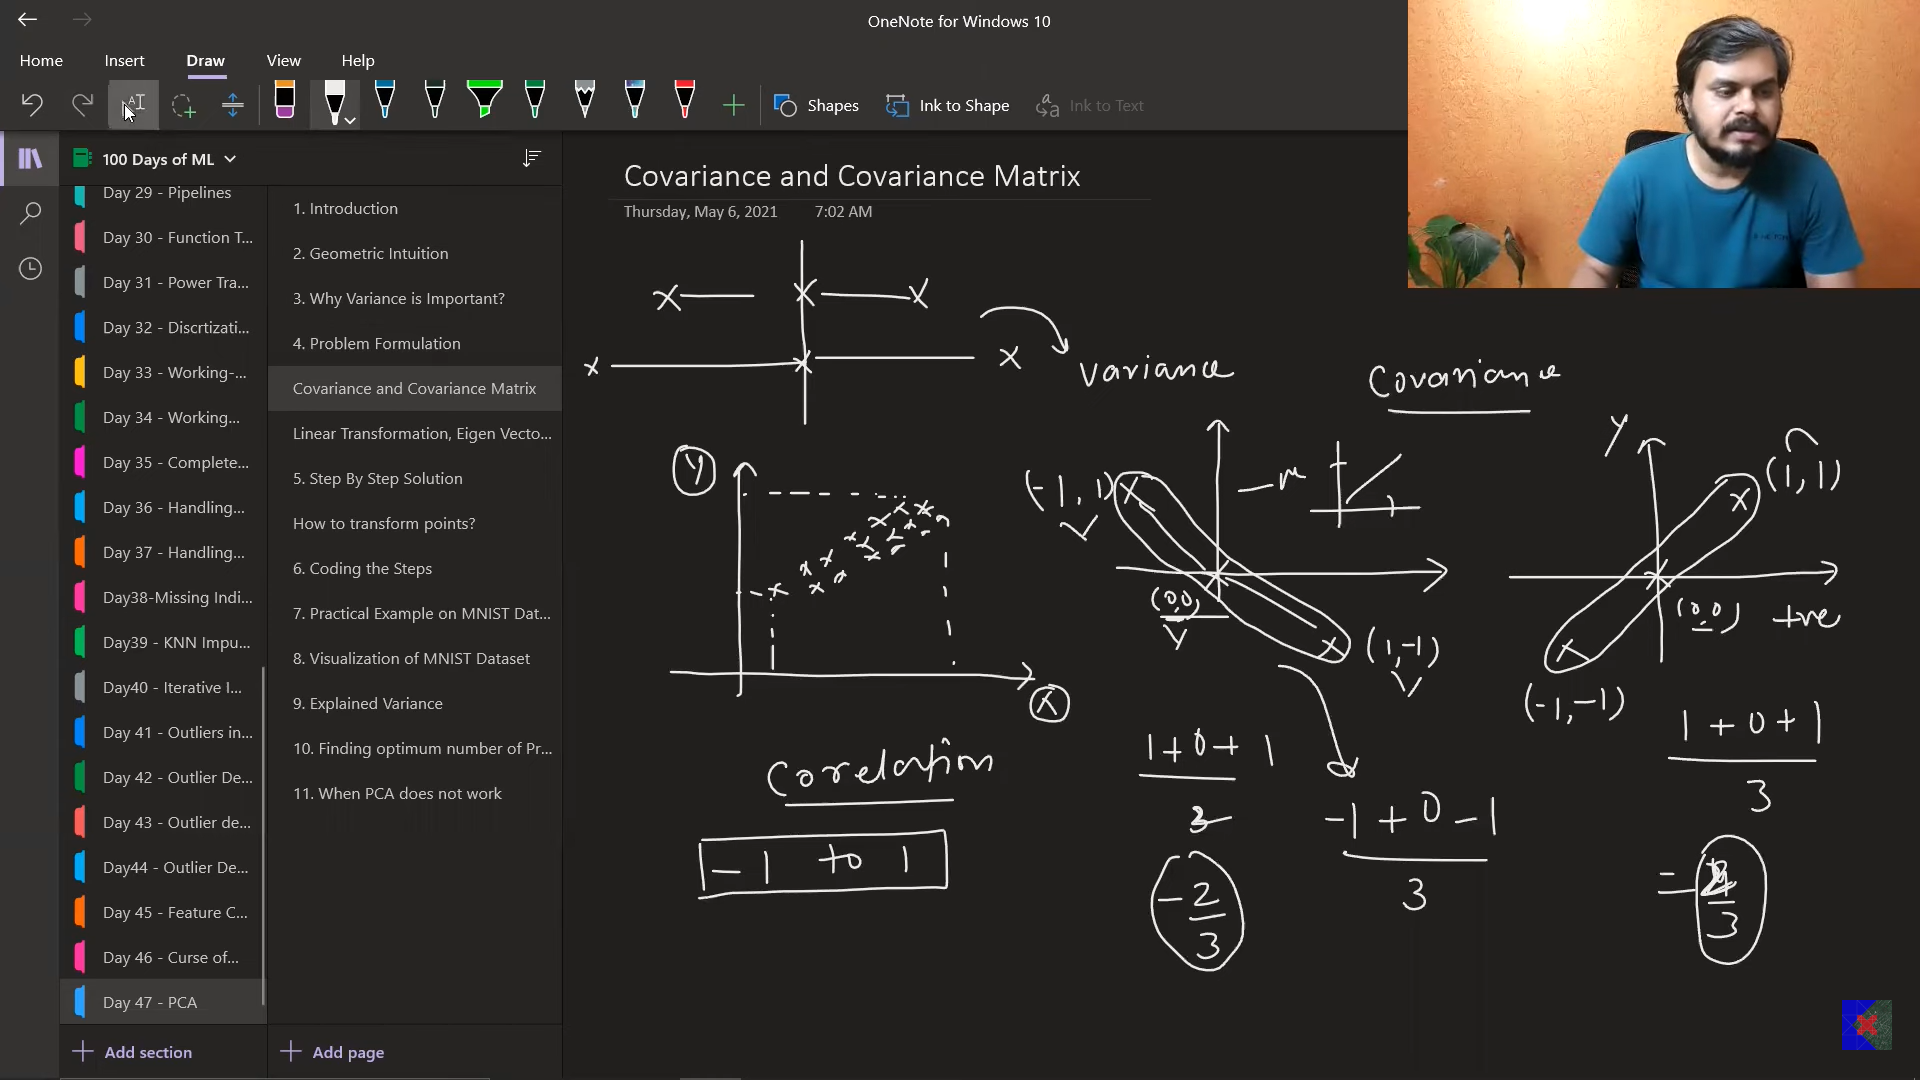 OneNote for Windows 10
Home
Insert
Draw
View
Help
Shapes
Ink to Shape
Ink to Text
100 Days of ML
Day 29 - Pipelines
Day 30 - Function T...
Day 31 - Power Tra...
Day 32 - Discrtizati...
Day 33 - Working-...
Day 34 - Working...
Day 35 - Complete...
Day 36 - Handling...
Day 37 - Handling...
Day38-Missing Indi...
Day39 - KNN Impu...
Day40 - Iterative I...
Day 41 - Outliers in...
Day 42 - Outlier De...
Day 43 - Outlier de...
Day44 - Outlier De...
Day 45 - Feature C...
Day 46 - Curse of...
Day 47 - PCA
Add section
1. Introduction
2. Geometric Intuition
3. Why Variance is Important?
4. Problem Formulation
Covariance and Covariance Matrix
Linear Transformation, Eigen Vecto...
5. Step By Step Solution
How to transform points?
6. Coding the Steps
7. Practical Example on MNIST Dat...
8. Visualization of MNIST Dataset
9. Explained Variance
10. Finding optimum number of Pr...
11. When PCA does not work
Add page
Covariance and Covariance Matrix
Thursday, May 6, 2021 7:02 AM
Variance
Covariance
Y
X
Corelation
-1 to 1
(-1, 1)
(0,0)
(1,-1)
1+0+1
3
-2
3
-1+0-1
3
Y
(1,1)
(0,0)
+ve
(-1,-1)
1+0+1
3
=
3